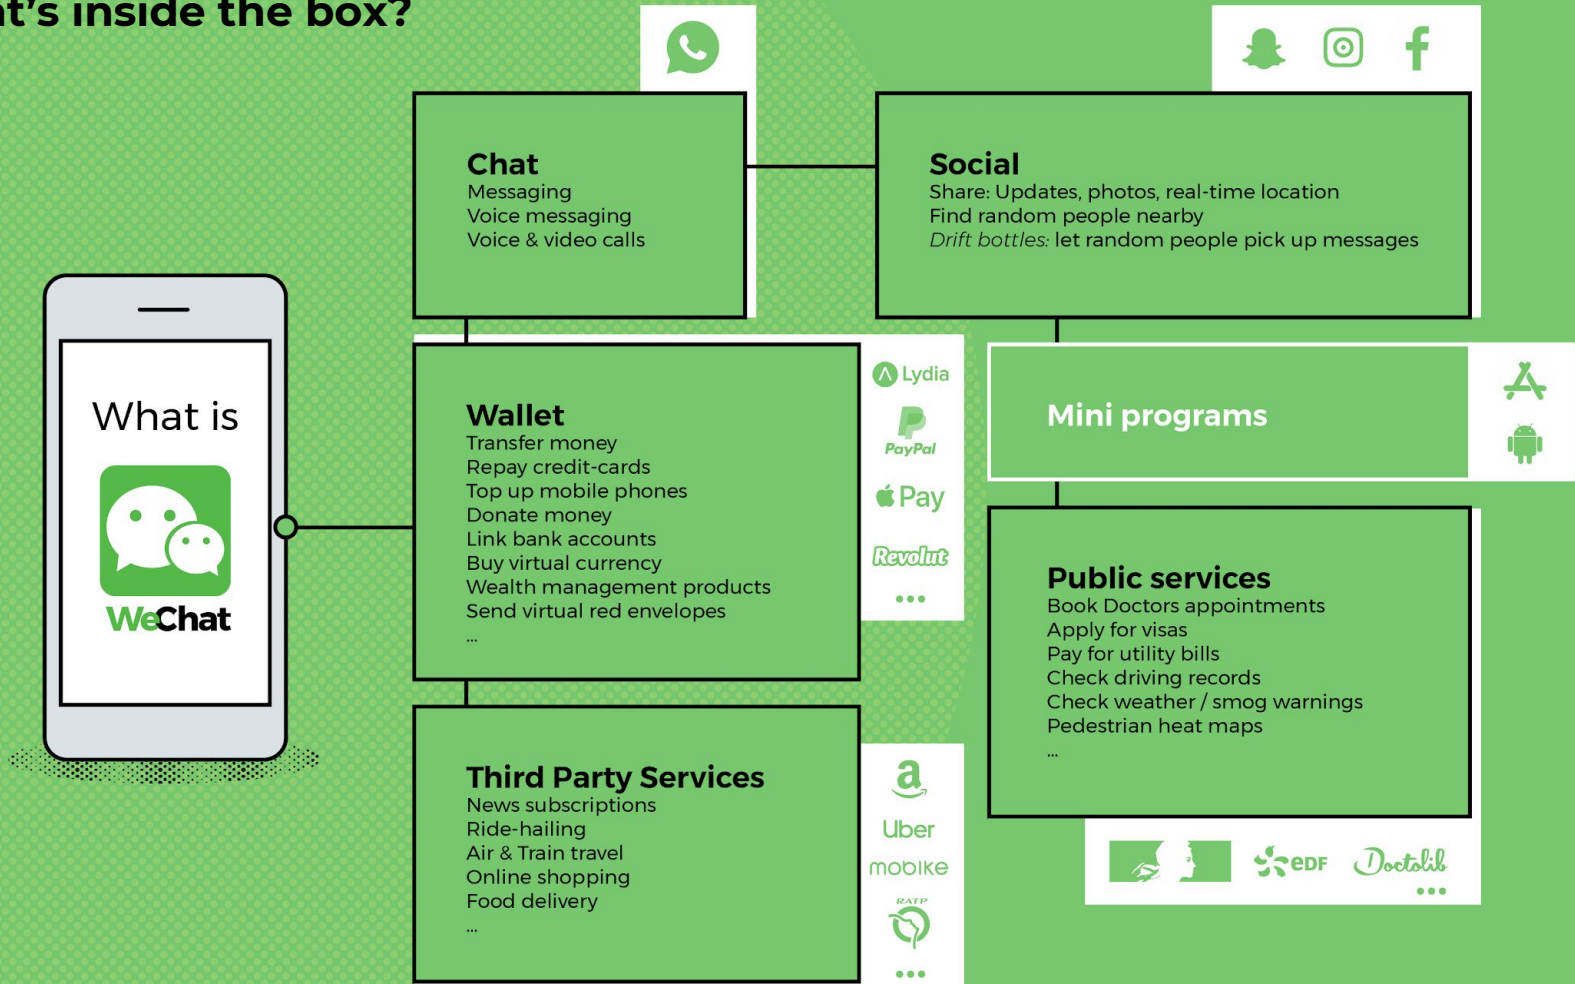 at's inside the box?
What is
WeChat
Chat
Messaging
Voice messaging
Voice & video calls
Social
Share: Updates, photos, real-time location
Find random people nearby
Drift bottles: let random people pick up messages
f
Wallet
Transfer money
Repay credit-cards
Top up mobile phones
Donate money
Link bank accounts
Buy virtual currency
Wealth management products
Send virtual red envelopes
...
Lydia
PayPal
Pay
Revolut
...
Mini programs
Third Party Services
News subscriptions
Ride-hailing
Air & Train travel
Online shopping
Food delivery
...
a
Uber
mobike
RATP
...
Public services
Book Doctors appointments
Apply for visas
Pay for utility bills
Check driving records
Check weather / smog warnings
Pedestrian heat maps
...
eDF
Doctolib
...